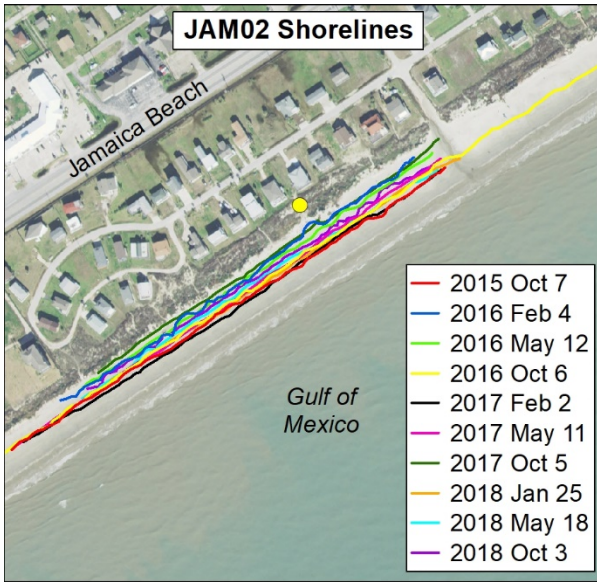 JAM02 Shorelines
Jamaica Beach
2015 Oct 7
2016 Feb 4
2016 May 12
2016 Oct 6
2017 Feb 2
2017 May 11
2017 Oct 5
2018 Jan 25
2018 May 18
2018 Oct 3
Gulf of
Mexico